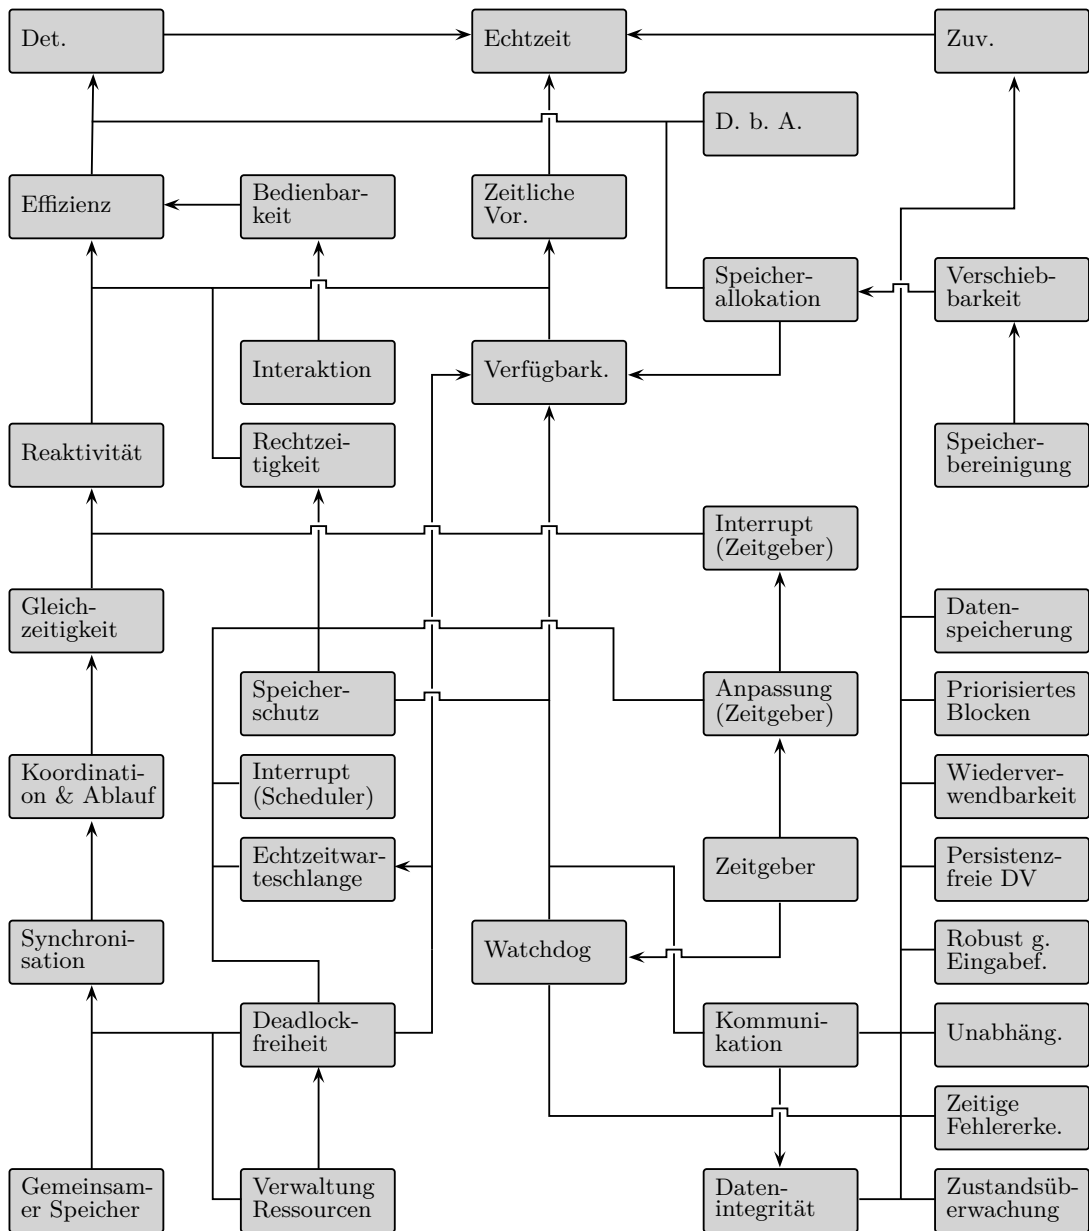 Det.
Echtzeit
Zuv.
D. b. A.
Effizienz
Bedienbar-
keit
Zeitliche
Vor.
Speicher-
allokation
Verschieb-
barkeit
Interaktion
Verfügbark.
Reaktivität
Rechtzei-
tigkeit
Speicher-
bereinigung
Interrupt
(Zeitgeber)
Gleich-
zeitigkeit
Daten-
speicherung
Speicher-
schutz
Anpassung
(Zeitgeber)
Priorisiertes
Blocken
Koordinati-
on & Ablauf
Interrupt
(Scheduler)
Wiederver-
wendbarkeit
Echtzeitwar-
teschlange
Zeitgeber
Persistenz-
freie DV
Synchroni-
sation
Watchdog
Robust g.
Eingabef.
Deadlock-
freiheit
Kommuni-
kation
Unabhäng.
Zeitige
Fehlererke.
Gemeinsam-
er Speicher
Verwaltung
Ressourcen
Daten-
integrität
Zustandsüb-
erwachung